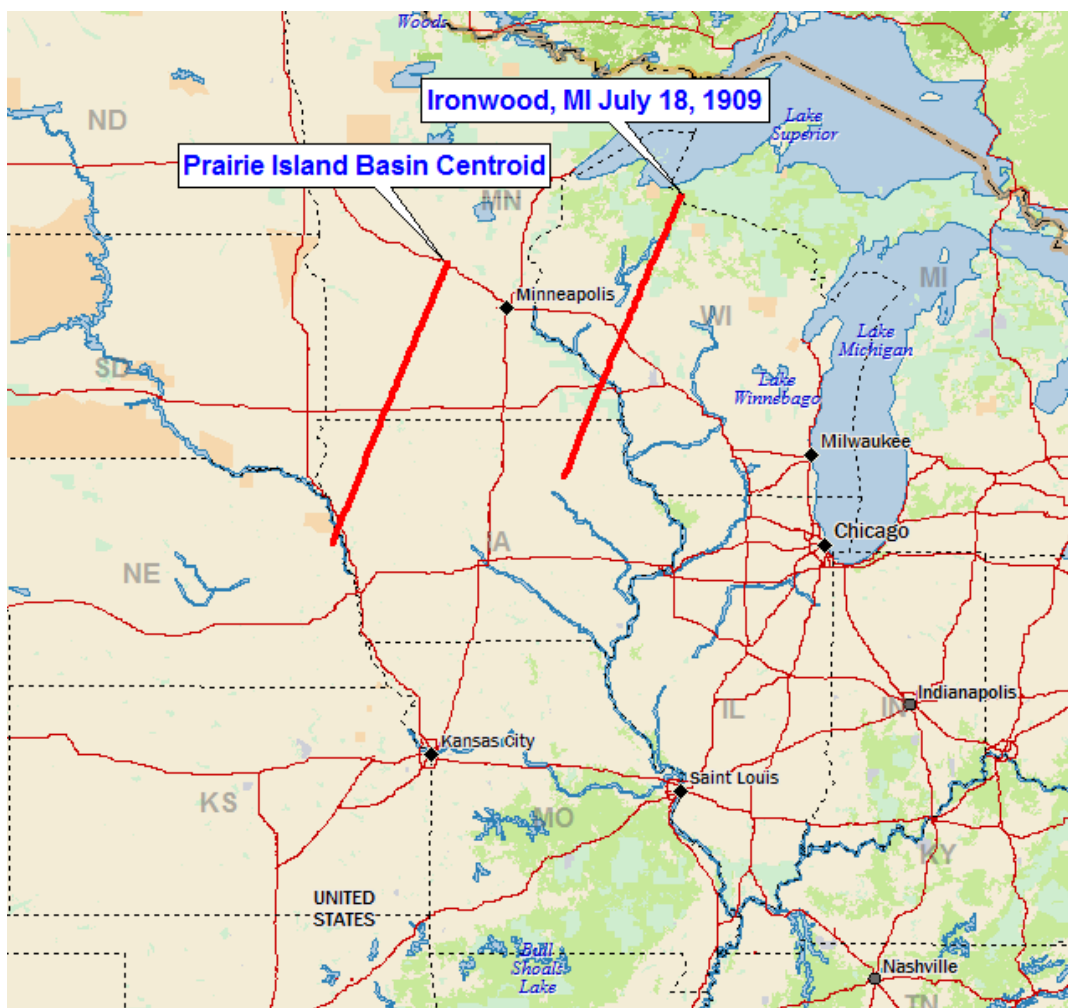 Woods
Ironwood, MI July 18, 1909
ND
Lake
Superior
Prairie Island Basin Centroid
MN
MI
Minneapolis
WI
Lake
Michigan
SD
Lake
Winnebago
Milwaukee
Chicago
IA
NE
Indianapolis
IL
IN
Kansas City
Saint Louis
KS
MO
KY
UNITED
STATES
Bull
Shoals
Lake
Nashville
TN